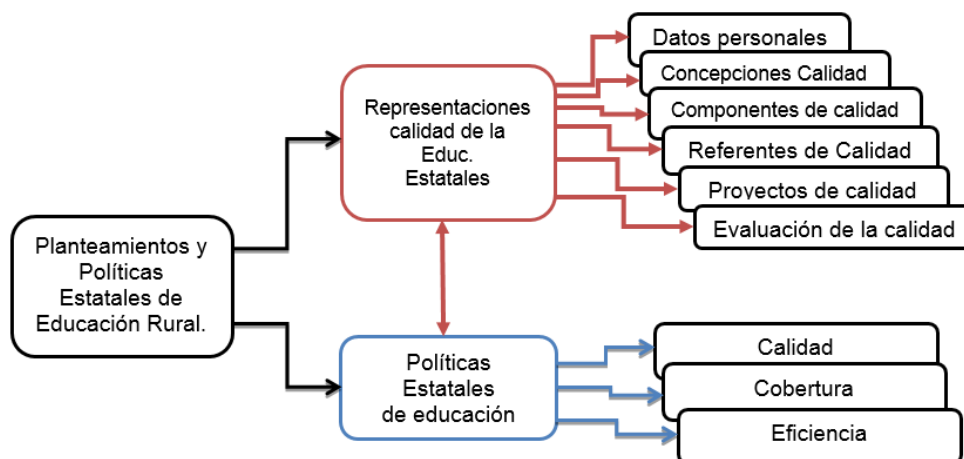 Planteamientos y
Políticas
Estatales de
Educación Rural.
Representaciones
calidad de la
Educ.
Estatales
Datos personales
Concepciones Calidad
Componentes de calidad
Referentes de Calidad
Proyectos de calidad
Evaluación de la calidad
Políticas
Estatales
de educación
Calidad
Cobertura
Eficiencia